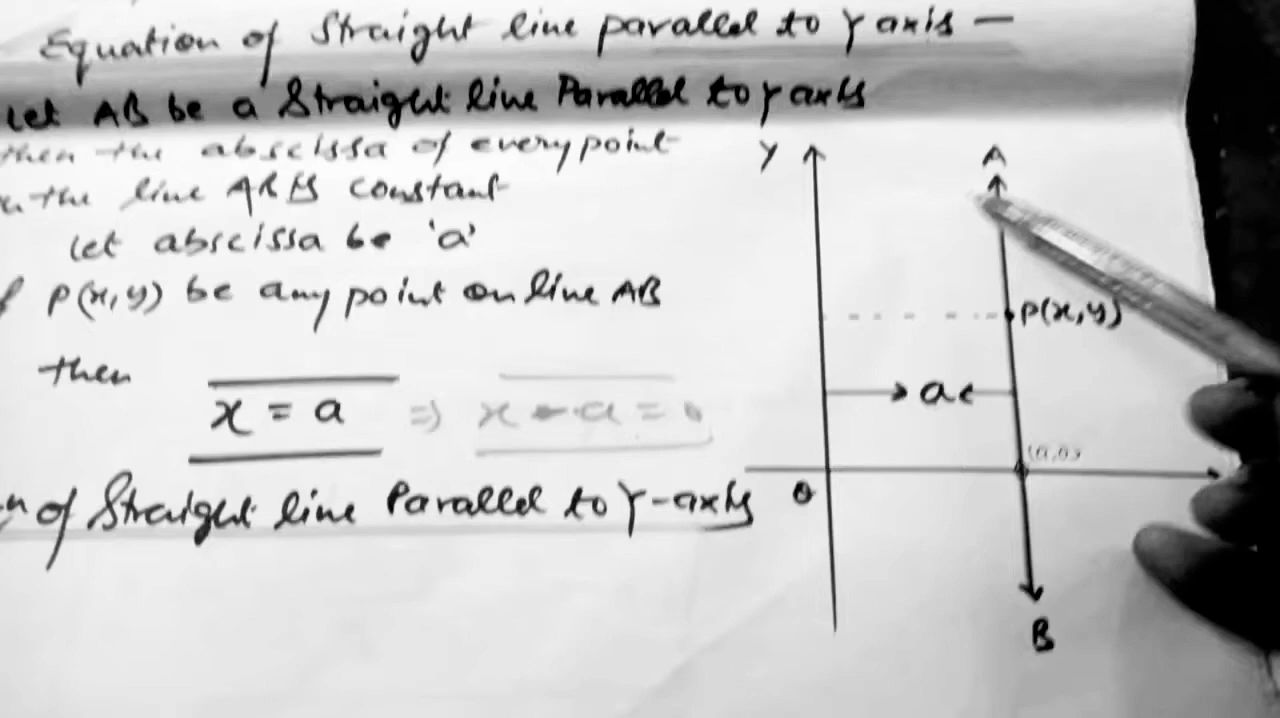 Equation of Straight line parallel to Y axis —
Let AB be a Straight line Parallel to Y axis
then the abscissa of every point
the line AB is constant
Let abscissa be 'a'
P(x,y) be any point on line AB
then
x = a ⇒ x - a = 0
of Straight line Parallel to Y-axis
Y
A
P(x,y)
a
(a,0)
O
B